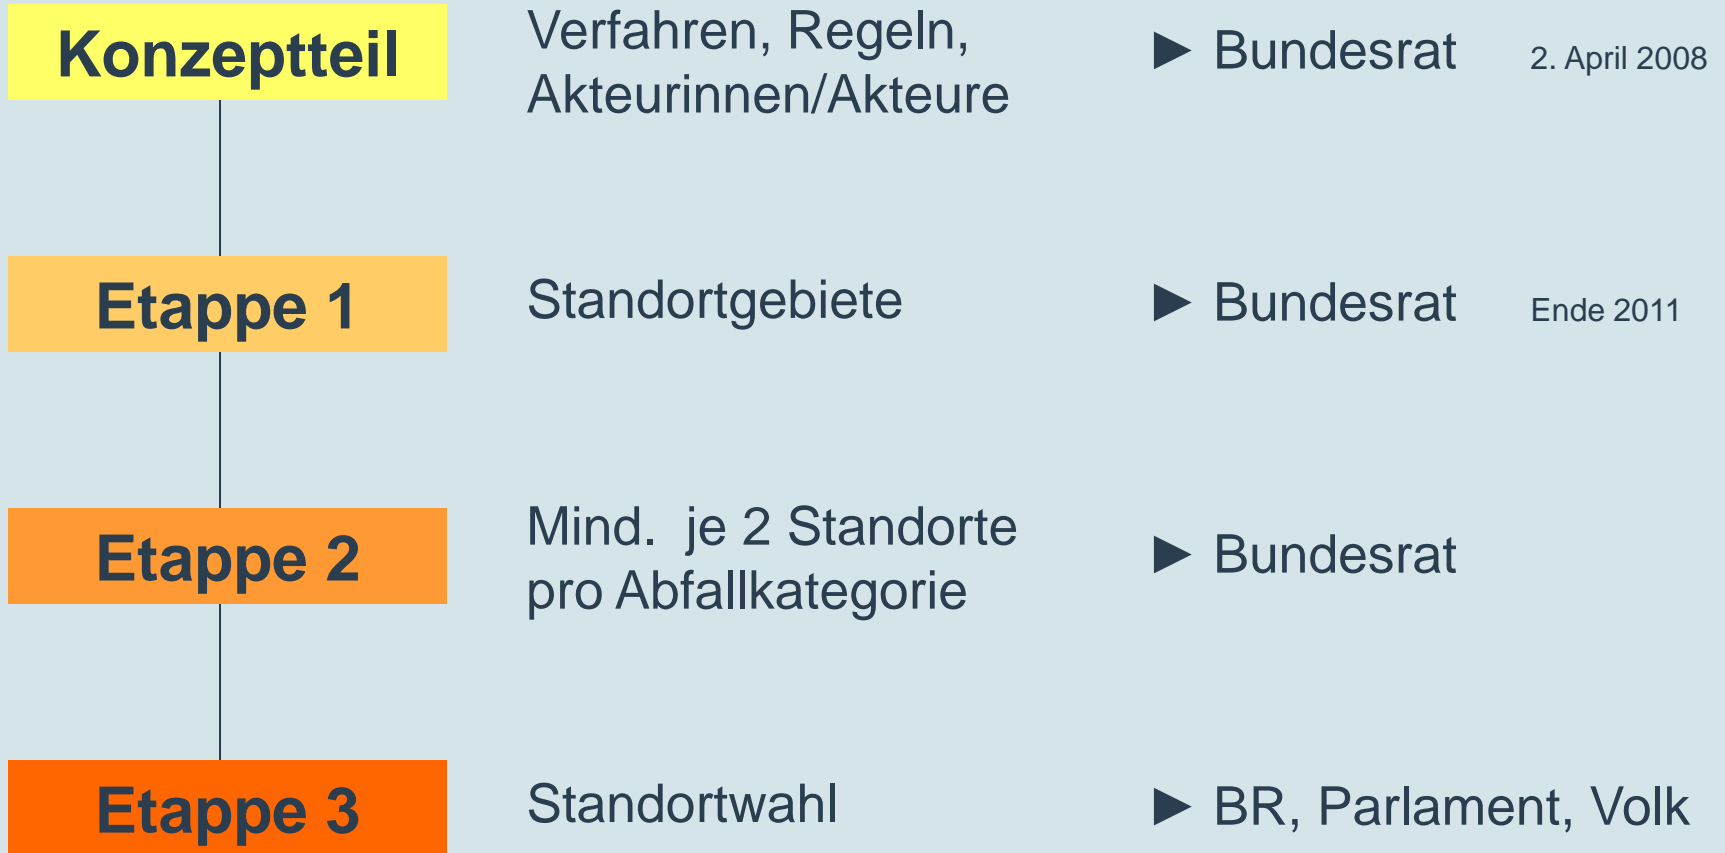 Konzeptteil
Verfahren, Regeln,
Akteurinnen/Akteure
► Bundesrat
2. April 2008
Etappe 1
Standortgebiete
► Bundesrat
Ende 2011
Etappe 2
Mind. je 2 Standorte
pro Abfallkategorie
► Bundesrat
Etappe 3
Standortwahl
► BR, Parlament, Volk